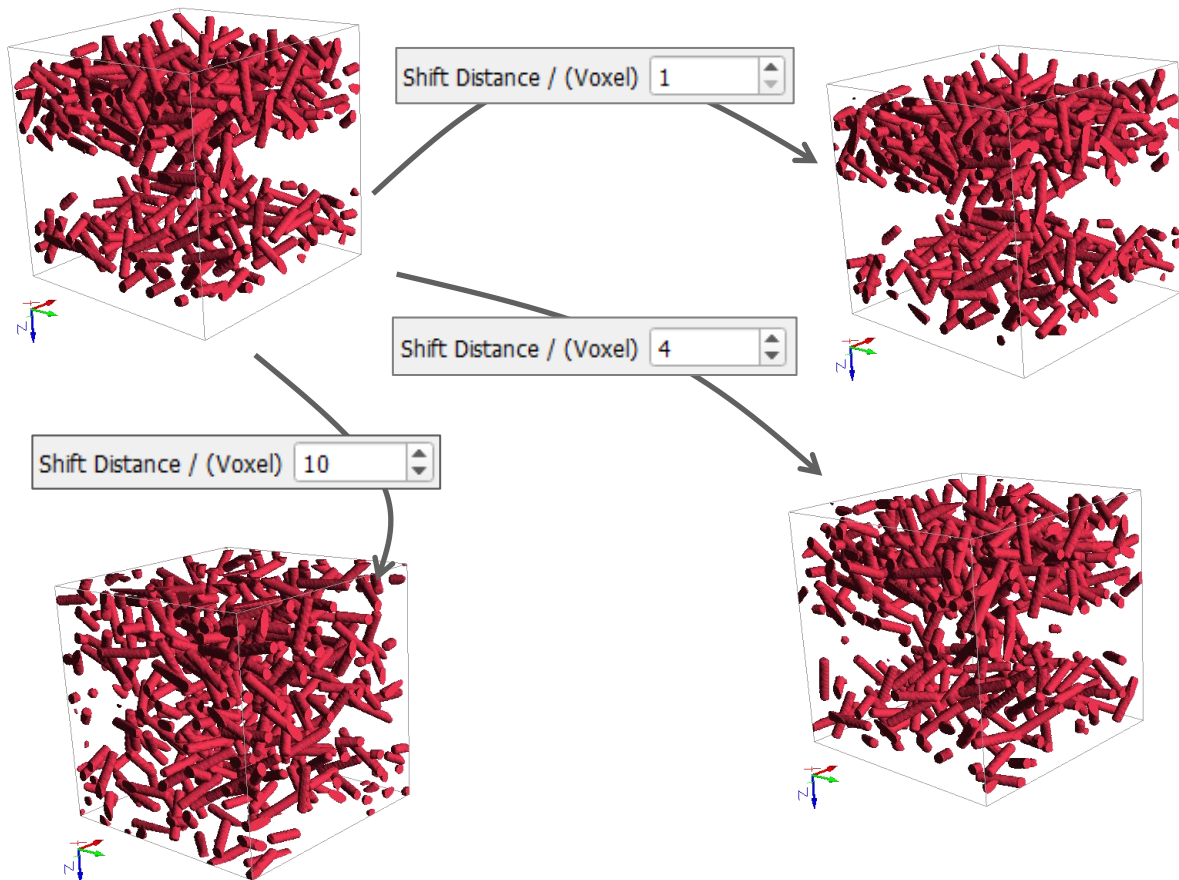 Shift Distance / (Voxel) 1
Z
Z
Shift Distance / (Voxel) 4
Shift Distance / (Voxel) 10
Z
Z